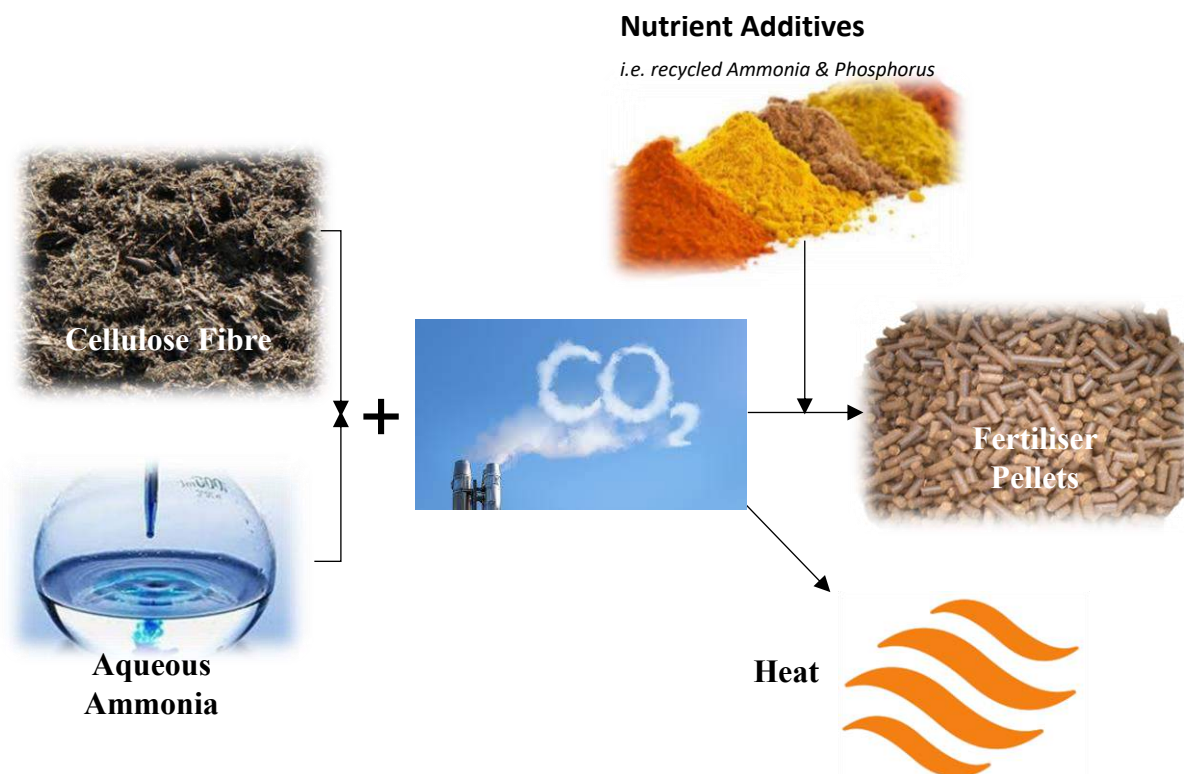 Nutrient Additives
i.e. recycled Ammonia & Phosphorus
Cellulose Fibre
+
CO2
Fertiliser
Pellets
Aqueous
Ammonia
Heat